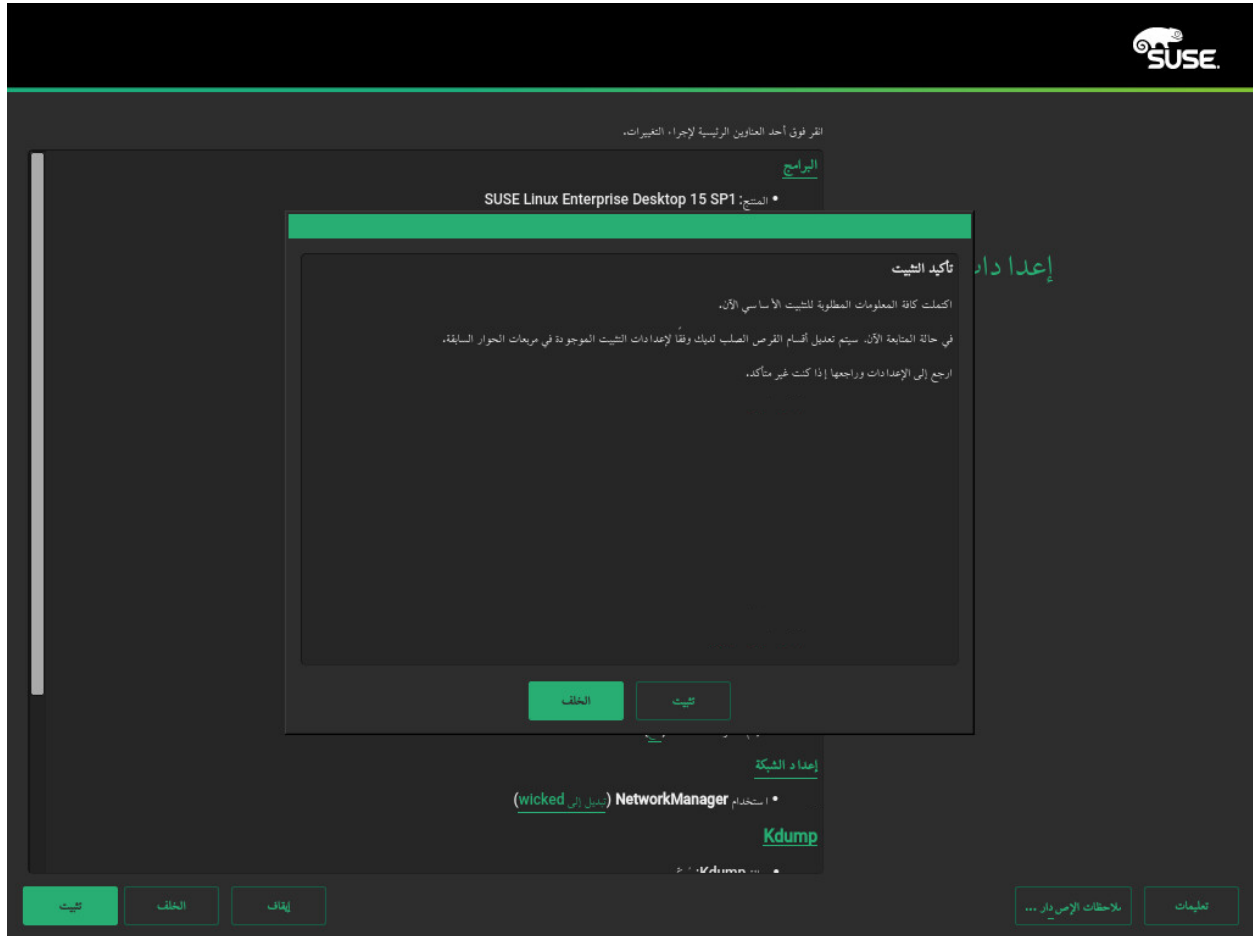 SUSE.
انقر فوق أحد العناوين الرئيسية لإجراء التغييرات.
البرامج
• المنتج: SUSE Linux Enterprise Desktop 15 SP1
تأكيد التثبيت
اكتملت كافة المعلومات المطلوبة للتثبيت الأساسي الآن.
في حالة المتابعة الآن، سيتم تعديل أقسام القرص الصلب لديك وفقًا لإعدادات التثبيت الموجودة في مربعات الحوار السابقة.
ارجع إلى الإعدادات وراجعها إذا كنت غير متأكد.
تثبيت الخلف
إعداد الشبكة
• استخدام NetworkManager (تبديل إلى wicked)
Kdump
تعليمات ملاحظات الإصدار ... إيقاف الخلف تثبيت